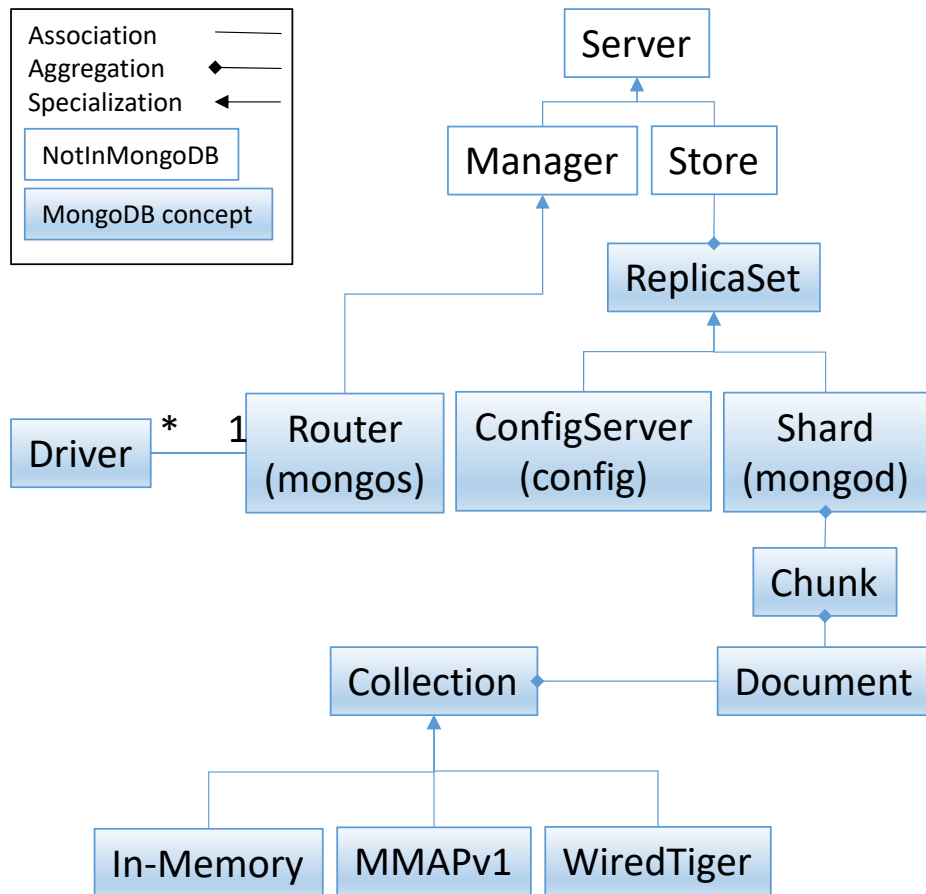 Association
Aggregation
Specialization
NotInMongoDB
MongoDB concept
Server
Manager
Store
ReplicaSet
Driver
* 1
Router
(mongos)
ConfigServer
(config)
Shard
(mongod)
Chunk
Collection
Document
In-Memory
MMAPv1
WiredTiger